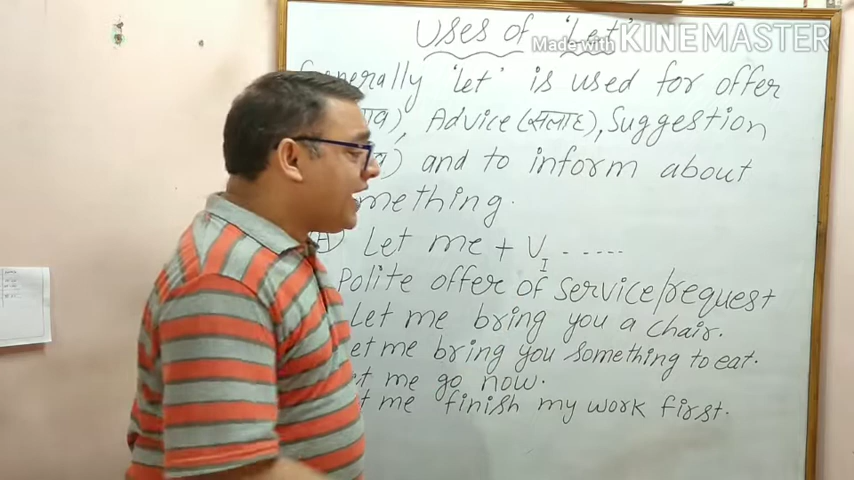 Uses of 'Let'
Made with KINEMASTER
Generally 'Let' is used for offer
Advice (सलाह), Suggestion
and to inform about
something.
(A) Let me + V1 ......
Polite offer of Service/request
Let me bring you a chair.
Let me bring you something to eat.
Let me go now.
Let me finish my work first.